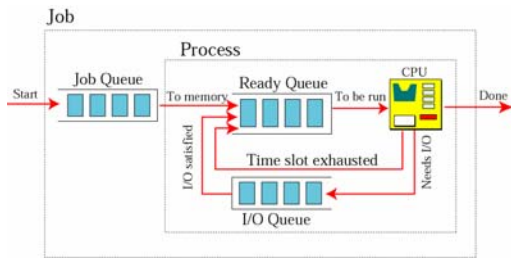 Job
Process
Job Queue
Ready Queue
CPU
Start
To memory
To be run
Done
I/O satisfied
Time slot exhausted
Needs I/O
I/O Queue